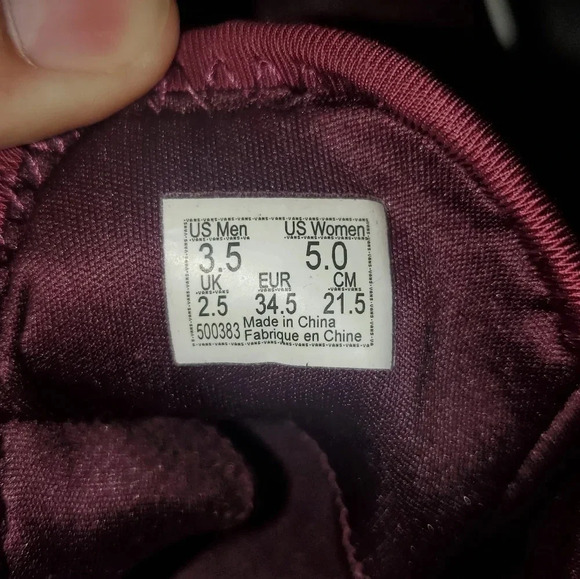 US Men US Women
3.5 5.0
UK EUR CM
2.5 34.5 21.5
500383 Made in China
Fabrique en Chine